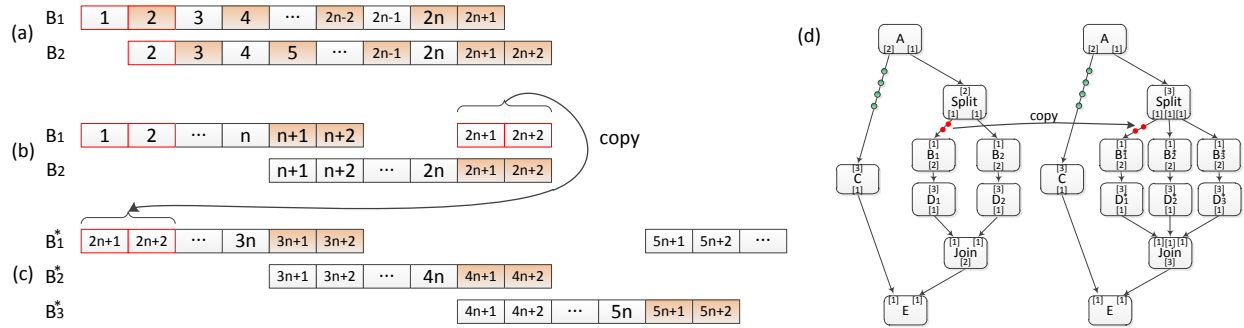 (a)
B1 1 2 3 4 ... 2n-2 2n-1 2n 2n+1
B2 2 3 4 5 ... 2n-1 2n 2n+1 2n+2
(b)
B1 1 2 ... n n+1 n+2 2n+1 2n+2
copy
B2 n+1 n+2 ... 2n 2n+1 2n+2
(c)
B1* 2n+1 2n+2 ... 3n 3n+1 3n+2 5n+1 5n+2 ...
B2* 3n+1 3n+2 ... 4n 4n+1 4n+2
B3* 4n+1 4n+2 ... 5n 5n+1 5n+2
(d)
A
[2] [1]
[2]
Split
[1] [1]
copy
[1] [1]
B1 B2
[2] [2]
[3]
C
[1]
[3] [3]
D1 D2
[1] [1]
[1] [1]
Join
[2]
[1] [1]
E
A
[2] [1]
[3]
Split
[1] [1] [1]
[1] [1] [1]
B1* B2* B3*
[2] [2] [2]
[3]
C
[1]
[3] [3] [3]
D1* D2* D3*
[1] [1] [1]
[1] [1] [1]
Join
[3]
[1] [1]
E